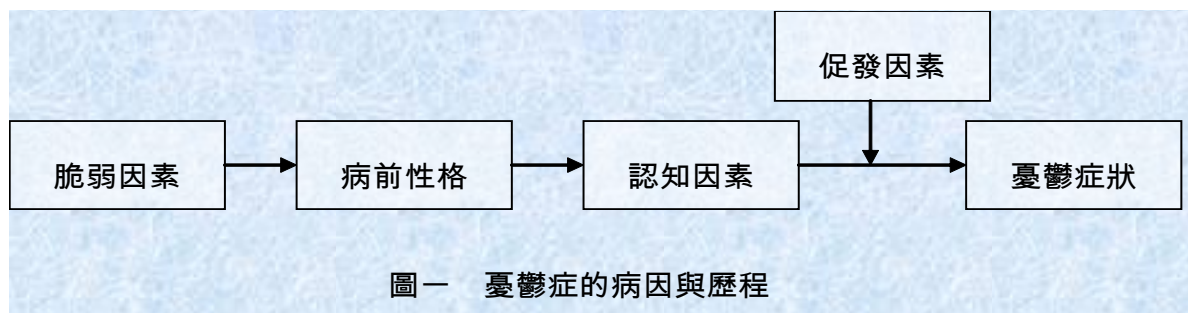 促發因素
脆弱因素
病前性格
認知因素
憂鬱症狀
圖一 憂鬱症的病因與歷程